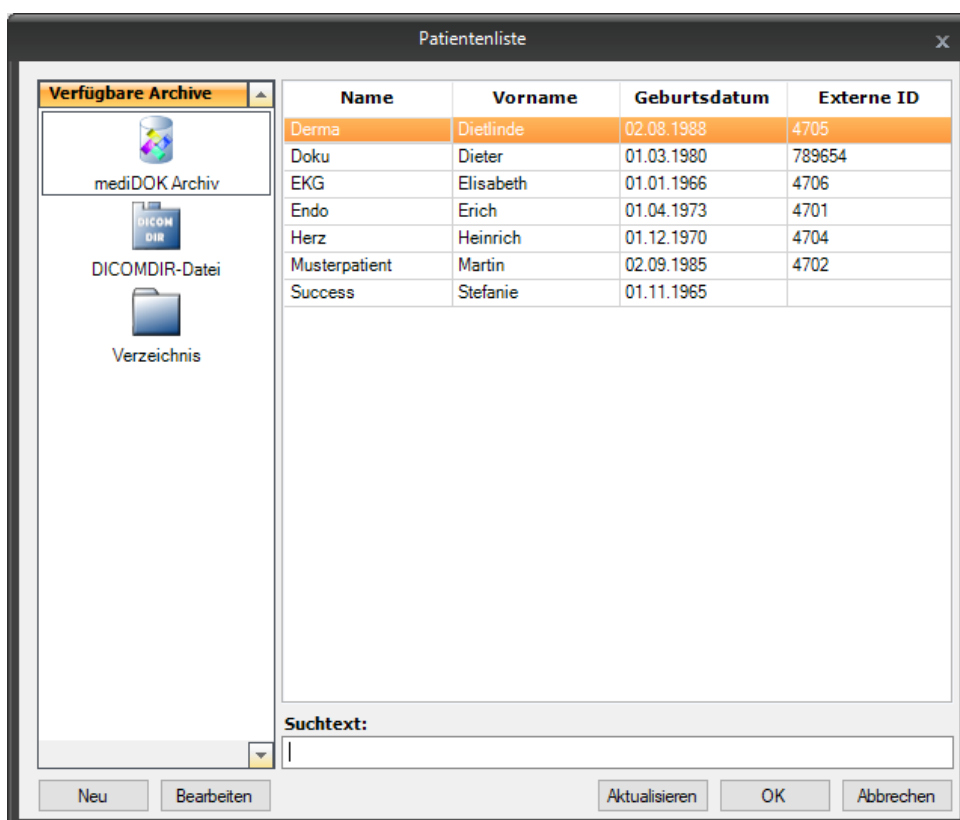 Patientenliste
x
Verfügbare Archive
mediDOK Archiv
DICOM
DIR
DICOMDIR-Datei
Verzeichnis
Name Vorname Geburtsdatum Externe ID
Derma Dietlinde 02.08.1988 4705
Doku Dieter 01.03.1980 789654
EKG Elisabeth 01.01.1966 4706
Endo Erich 01.04.1973 4701
Herz Heinrich 01.12.1970 4704
Musterpatient Martin 02.09.1985 4702
Success Stefanie 01.11.1965
Suchtext:
Neu Bearbeiten Aktualisieren OK Abbrechen